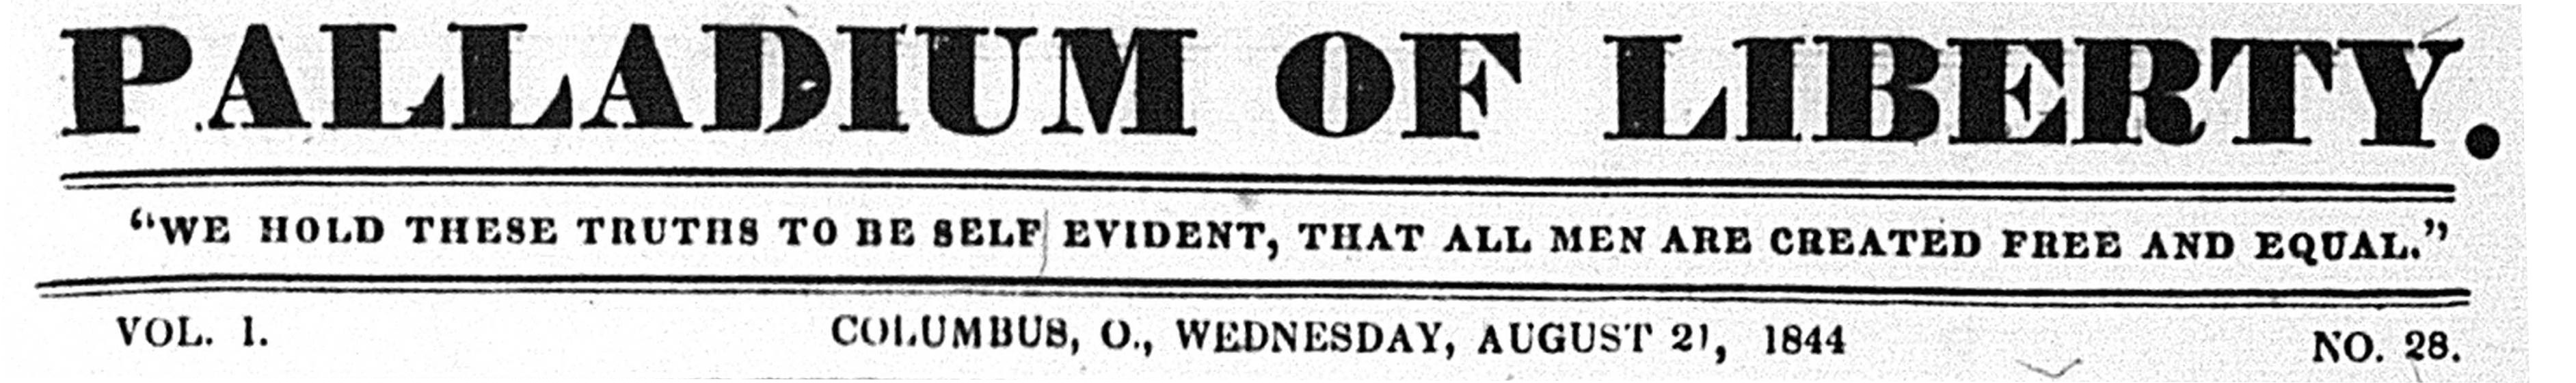 PALLADIUM OF LIBERTY.
“WE HOLD THESE TRUTHS TO BE SELF EVIDENT, THAT ALL MEN ARE CREATED FREE AND EQUAL.”
VOL. 1. COLUMBUS, O., WEDNESDAY, AUGUST 21, 1844 NO. 28.